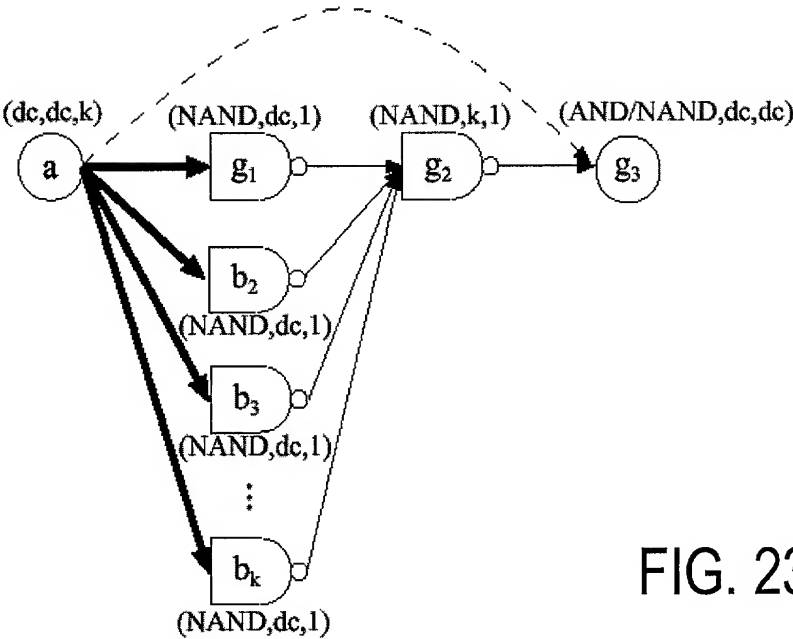 (dc,dc,k) (NAND,dc,1) (NAND,k,1) (AND/NAND,dc,dc)
a g1 g2 g3
b2
(NAND,dc,1)
b3
(NAND,dc,1)
⋮
bk
(NAND,dc,1)
FIG. 23